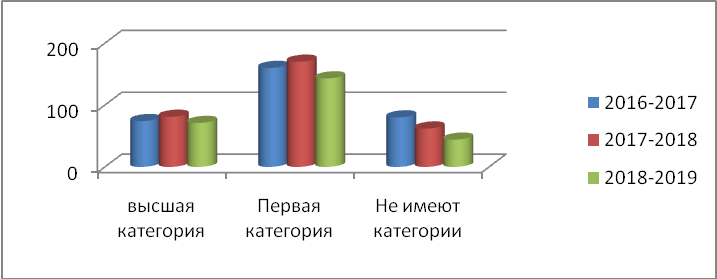 200
100
0
высшая
категория
Первая
категория
Не имеют
категории
2016-2017
2017-2018
2018-2019